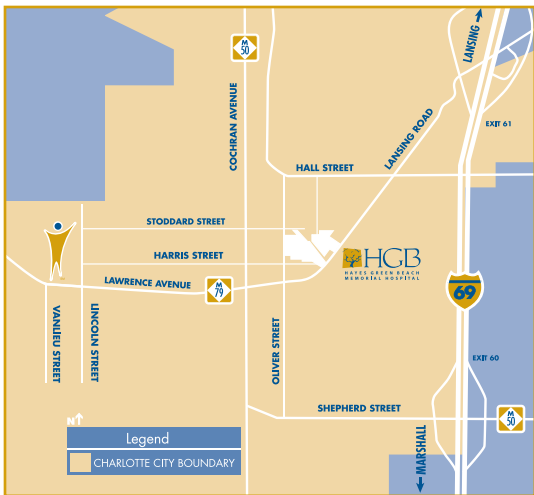 LANSING
M
50
COCHRAN AVENUE
LANSING ROAD
EXIT 61
HALL STREET
STODDARD STREET
HARRIS STREET
HGB
HAYES GREEN BEACH
MEMORIAL HOSPITAL
LAWRENCE AVENUE
M
79
69
VANLIEU STREET
LINCOLN STREET
OLIVER STREET
EXIT 60
SHEPHERD STREET
M
50
N
MARSHALL
Legend
CHARLOTTE CITY BOUNDARY